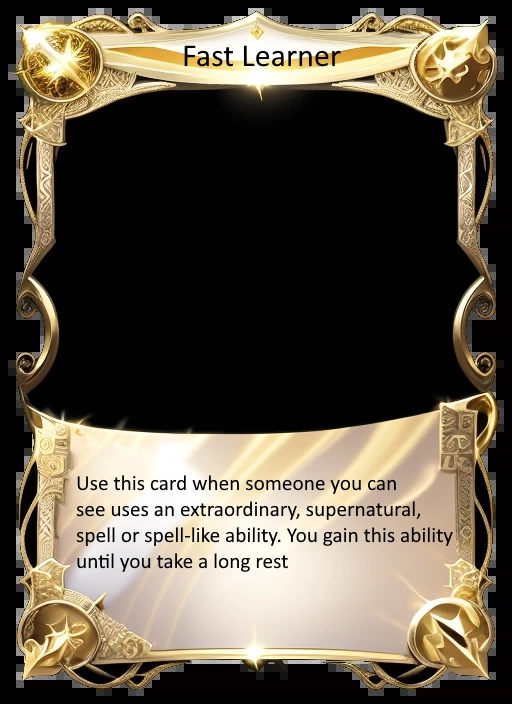 Fast Learner
Use this card when someone you can
see uses an extraordinary, supernatural,
spell or spell-like ability. You gain this ability
until you take a long rest